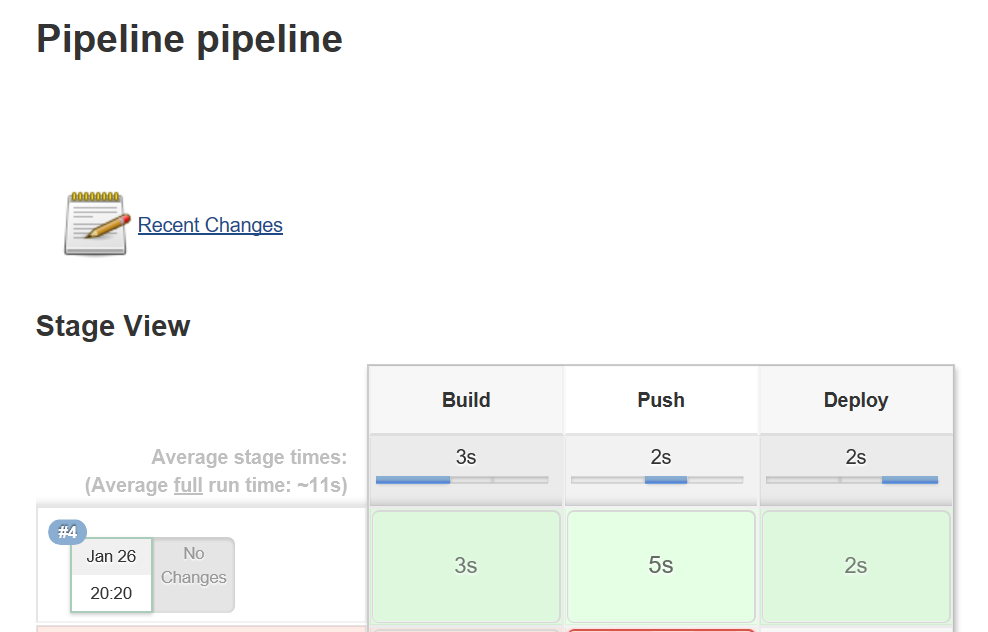 Pipeline pipeline
Recent Changes
Stage View
Build Push Deploy
Average stage times: 3s 2s 2s
(Average full run time: ~11s)
#4
Jan 26 No
Changes
20:20
3s 5s 2s